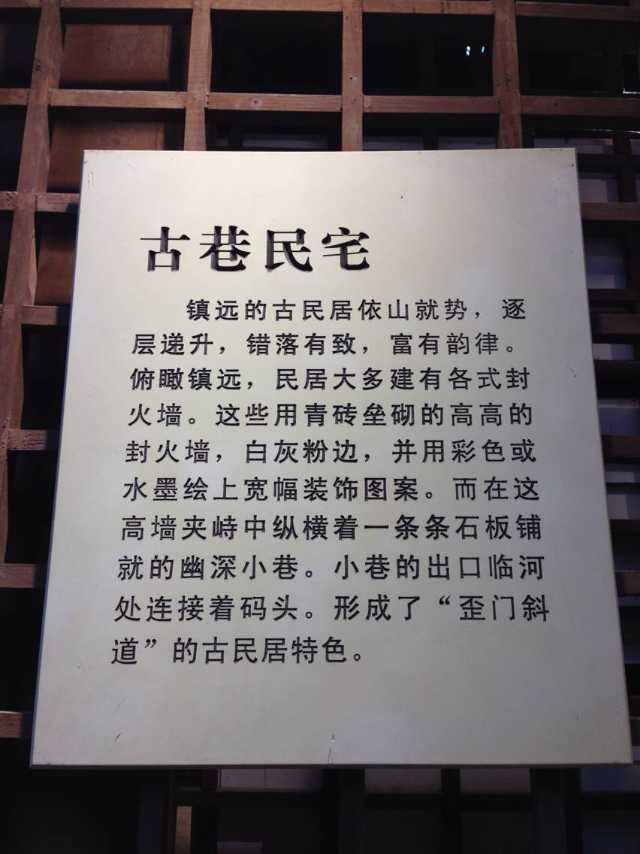 古巷民宅
镇远的古民居依山就势，逐
层递升，错落有致，富有韵律。
俯瞰镇远，民居大多建有各式封
火墙。这些用青砖垒砌的高高的
封火墙，白灰粉边，并用彩色或
水墨绘上宽幅装饰图案。而在这
高墙夹峙中纵横着一条条石板铺
就的幽深小巷。小巷的出口临河
处连接着码头。形成了“歪门斜
道”的古民居特色。